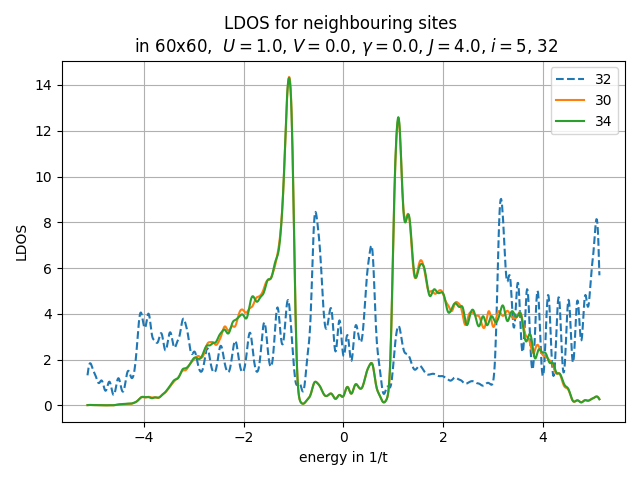 LDOS for neighbouring sites
in 60x60, U = 1.0, V = 0.0, γ = 0.0, J = 4.0, i = 5, 32
LDOS
14
12
10
8
6
4
2
0
32
30
34
−4 −2 0 2 4
energy in 1/t